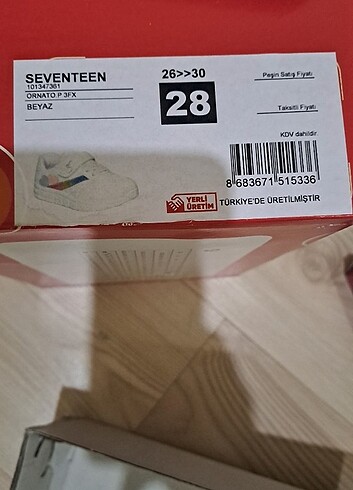 SEVENTEEN
101347381
ORNATO P 3FX
BEYAZ
26>>30
28
Peşin Satış Fiyatı
Taksitli Fiyatı
KDV dahildir.
8 683671 515336
YERLİ
ÜRETİM
TÜRKİYE'DE ÜRETİLMİŞTİR